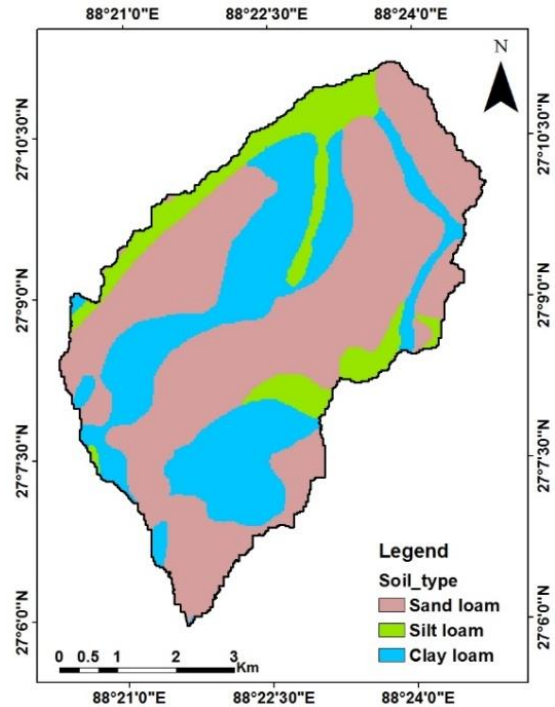 88°21'0"E 88°22'30"E 88°24'0"E
N
27°10'30"N 27°10'30"N
27°9'0"N 27°9'0"N
27°7'30"N 27°7'30"N
Legend
Soil_type
Sand loam
Silt loam
Clay loam
27°6'0"N 27°6'0"N
0 0.5 1 2 3
Km
88°21'0"E 88°22'30"E 88°24'0"E